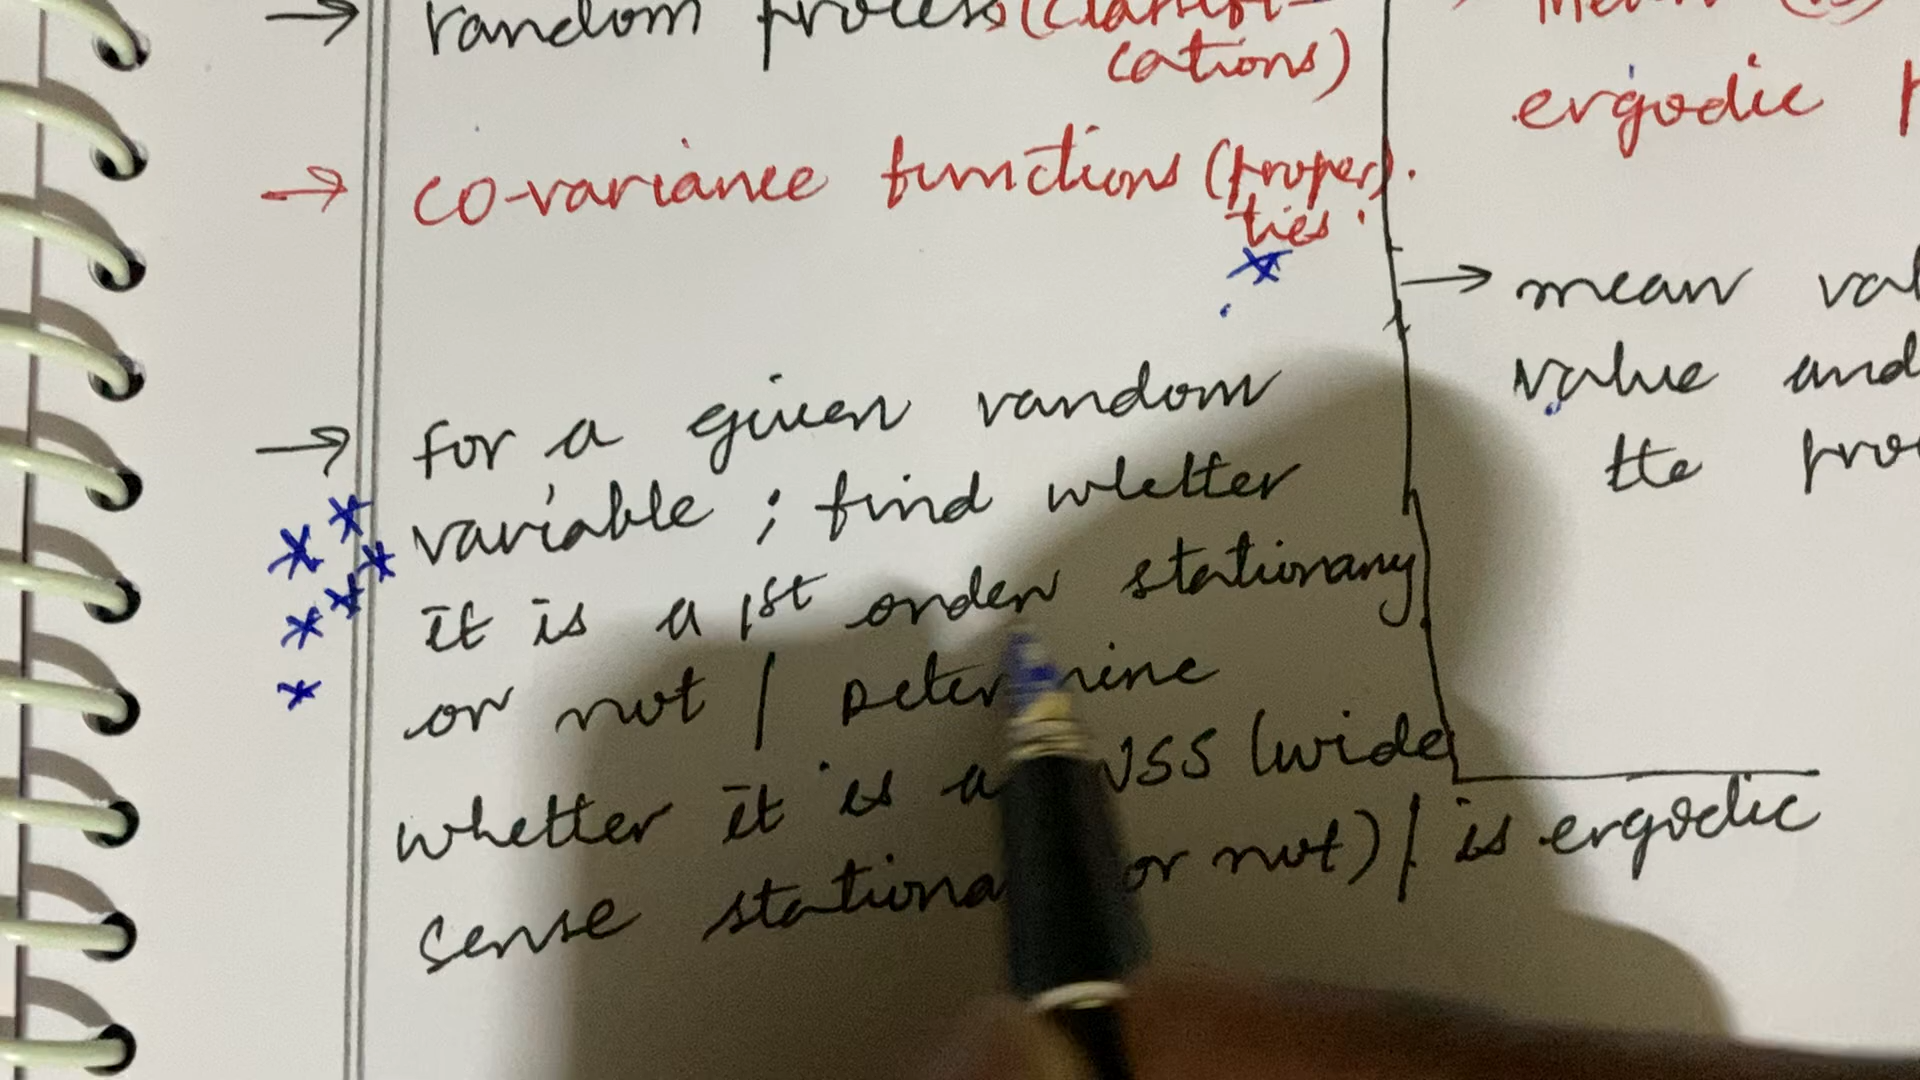 → random process (classifi-
cations)
→ co-variance functions (proper).
ties.
→ for a given random
variable ; find whether
it is a 1st order stationary
or not / Determine
whether it is a WSS (wide
sense stationa or not) / is ergodic
ergodic
→ mean
value and
the